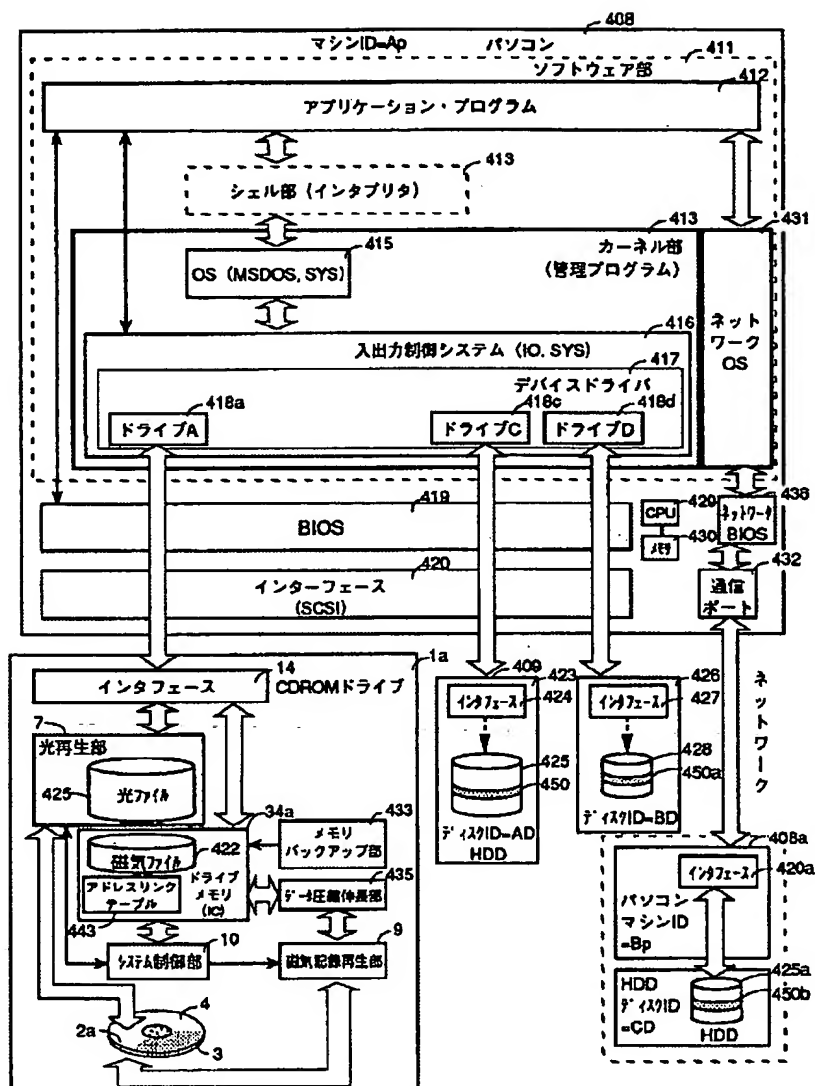 408
マシンID=Ap
パソコン
411
ソフトウェア部
412
アプリケーション・プログラム
413
シェル部 (インタプリタ)
413
431
カーネル部
(管理プログラム)
415
OS (MSDOS, SYS)
416
入出力制御システム (IO. SYS)
417
デバイスドライバ
418a
ドライブA
418c
ドライブC
418d
ドライブD
ネット
ワーク
OS
419
BIOS
429
CPU
430
メモリ
436
ネットワータ
BIOS
420
インターフェース
(SCSI)
432
通信
ポート
1a
14
インタフェース
CDROMドライブ
7
光再生部
425
光ファイル
34a
磁気ファイル
422
アドレスリンク
テーブル
443
ドライブ
メモリ
(IC)
433
メモリ
バックアップ部
435
データ圧縮伸長部
10
システム制御部
9
磁気記録再生部
4
2a
3
409
423
インタフェース
424
425
450
ディスクID=AD
HDD
426
インタフェース
427
428
450a
ディスクID=BD
ネットワーク
408a
インタフェース
420a
パソコン
マシンID
=Bp
425a
450b
HDD
ディスクID
=CD
HDD